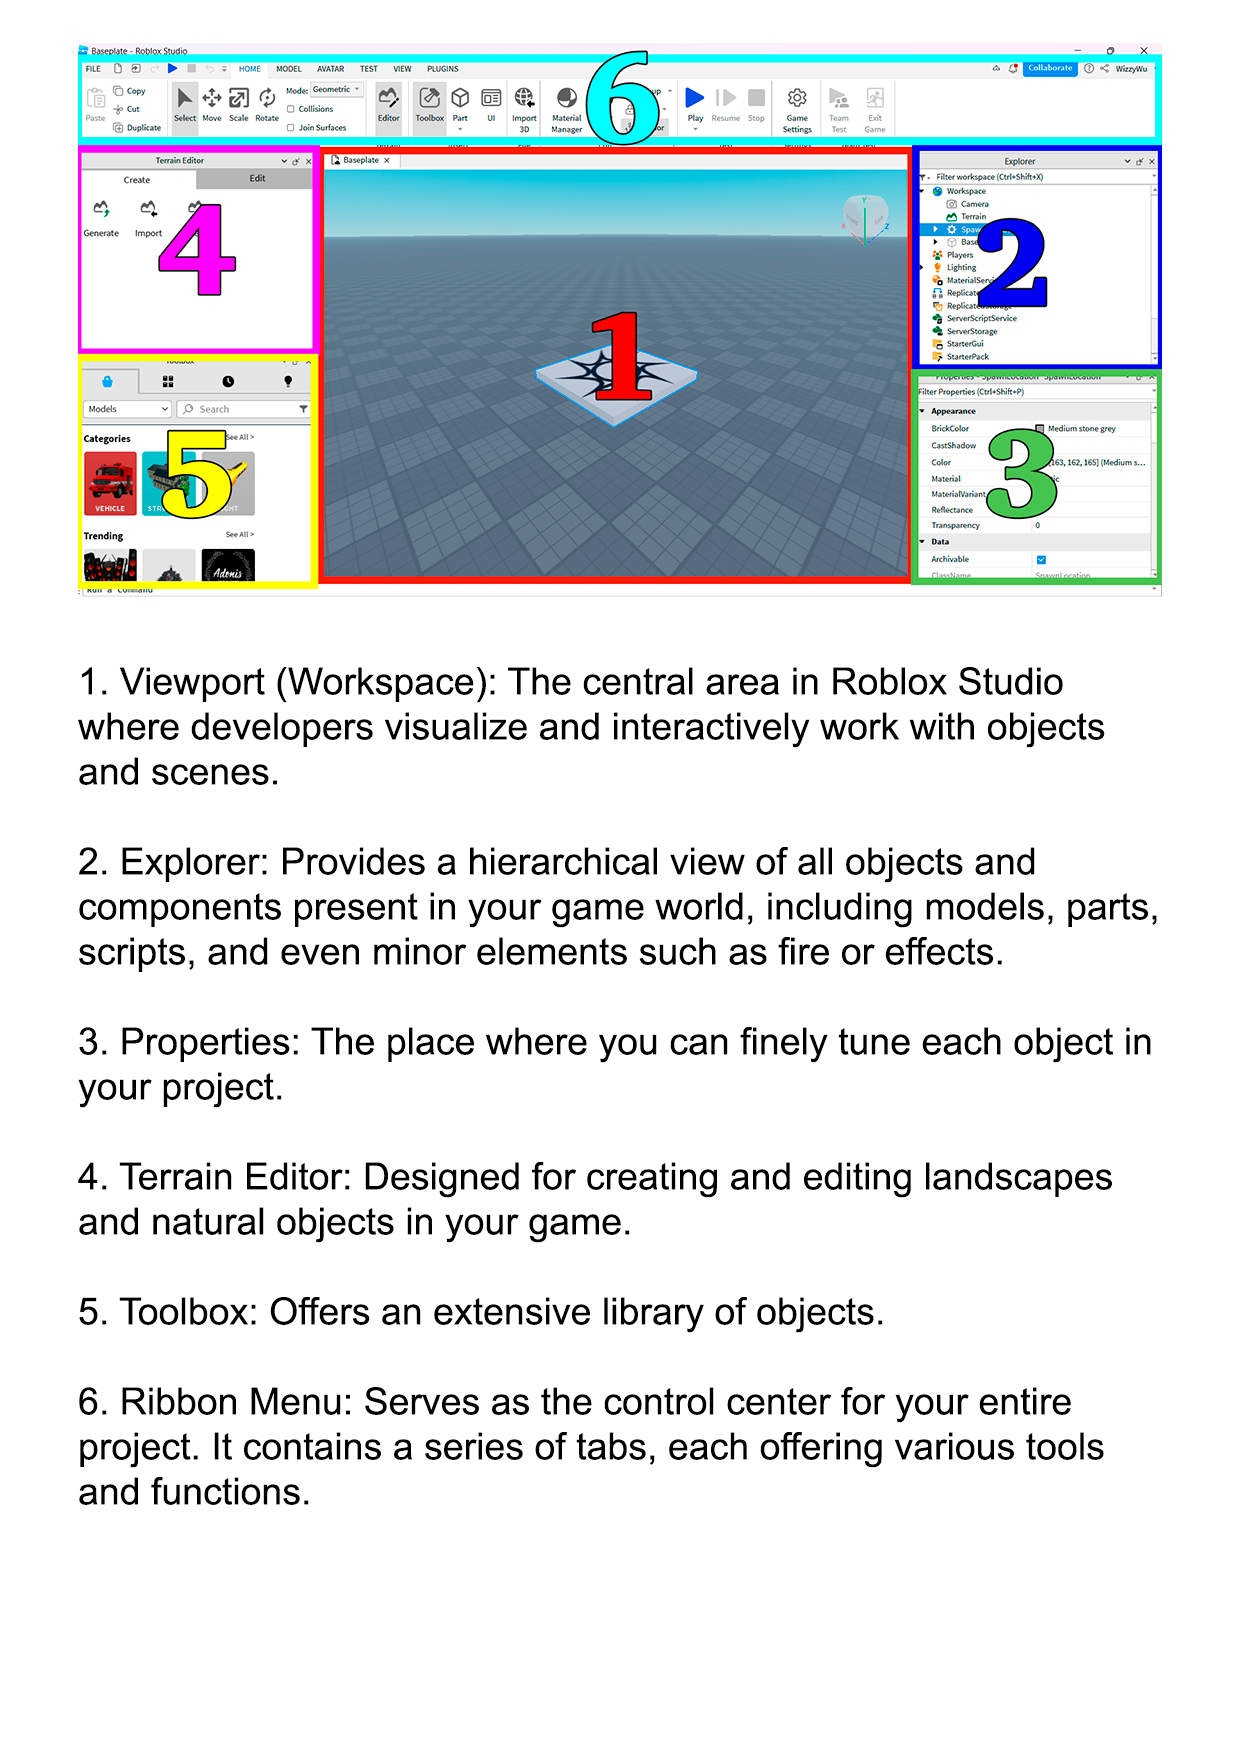 Baseplate - Roblox Studio
FILE HOME MODEL AVATAR TEST VIEW PLUGINS Collaborate WizzyWu
Paste Copy Cut Duplicate
Select Move Scale Rotate
Mode: Geometric
Collisions
Join Surfaces
Editor Toolbox Part UI Import 3D Material Manager
Play Resume Stop Game Settings Team Test Exit Game
6
Terrain Editor
Create Edit
Generate Import
4
Toolbox
Models Search
Categories See All >
VEHICLE
5
Trending See All >
Adonis
Run a command
Baseplate
1
Explorer
Filter workspace (Ctrl+Shift+X)
Workspace
Camera
Terrain
Players
Lighting
ServerScriptService
ServerStorage
StarterGui
StarterPack
2
Properties - SpawnLocation "SpawnLocation"
Filter Properties (Ctrl+Shift+P)
Appearance
BrickColor Medium stone grey
CastShadow
Color [163, 162, 165] (Medium s...
Material
MaterialVariant
Reflectance
Transparency 0
Data
Archivable
ClassName SpawnLocation
3
1. Viewport (Workspace): The central area in Roblox Studio
where developers visualize and interactively work with objects
and scenes.
2. Explorer: Provides a hierarchical view of all objects and
components present in your game world, including models, parts,
scripts, and even minor elements such as fire or effects.
3. Properties: The place where you can finely tune each object in
your project.
4. Terrain Editor: Designed for creating and editing landscapes
and natural objects in your game.
5. Toolbox: Offers an extensive library of objects.
6. Ribbon Menu: Serves as the control center for your entire
project. It contains a series of tabs, each offering various tools
and functions.